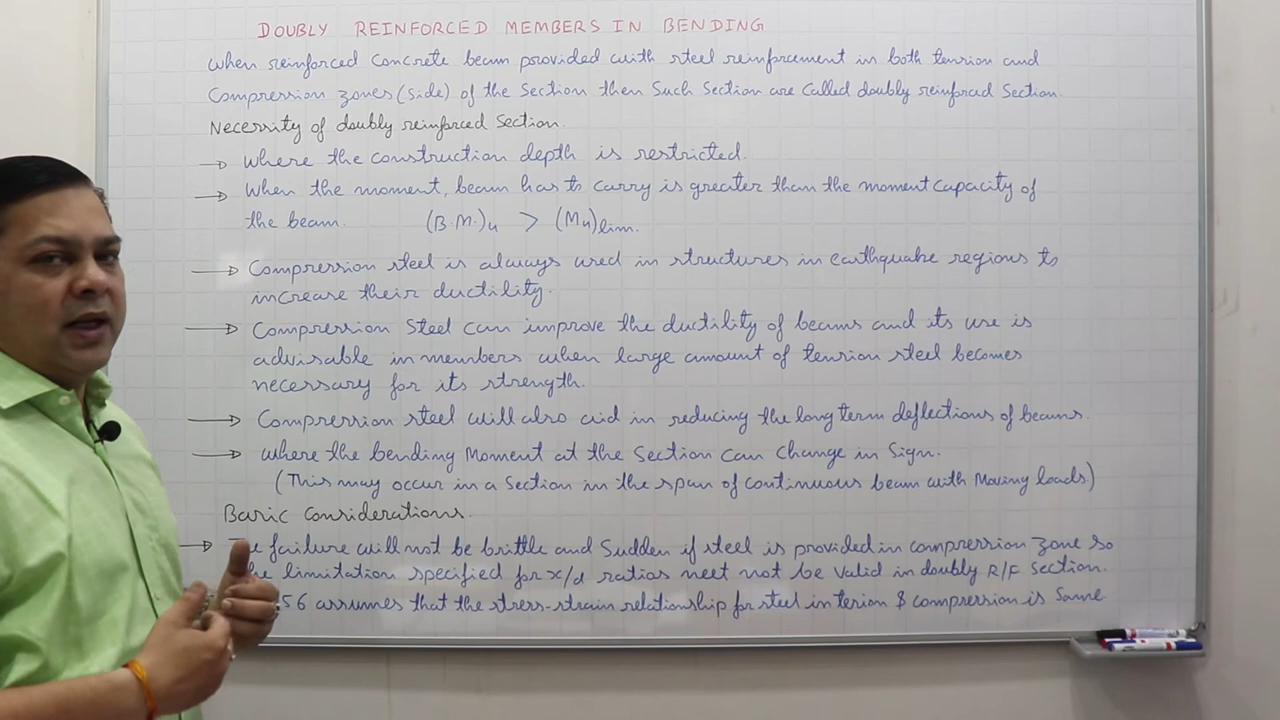 DOUBLY REINFORCED MEMBERS IN BENDING
When reinforced concrete beam provided with steel reinforcement in both tension and
Compression zones (side) of the section then Such Section are called doubly reinforced Section.
Necessity of doubly reinforced section.
→ Where the construction depth is restricted.
→ When the moment, beam has to carry is greater than the moment capacity of
the beam. (B.M.)u > (Mu)lim.
→ Compression steel is always used in structures in earthquake regions to
increase their ductility.
→ Compression Steel can improve the ductility of beams and its use is
advisable in members when large amount of tension steel becomes
necessary for its strength.
→ Compression steel will also aid in reducing the long term deflections of beams.
→ Where the bending Moment at the Section can Change in Sign.
(This may occur in a Section in the span of continuous beam with Moving loads.)
Basic Considerations.
→ failure will not be brittle and Sudden if steel is provided in compression zone so
limitation specified for x/d ratios neet not be valid in doubly R/F section.
56 assumes that the stress-strain relationship for steel in tersion & compression is Same